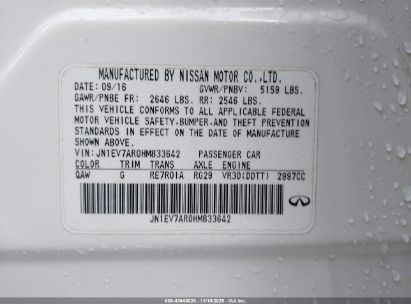 MANUFACTURED BY NISSAN MOTOR CO.,LTD.
DATE: 09/16 GVWR/PNBV: 5159 LBS.
GAWR/PNBE FR: 2646 LBS. RR: 2546 LBS.
THIS VEHICLE CONFORMS TO ALL APPLICABLE FEDERAL
MOTOR VEHICLE SAFETY,BUMPER,AND THEFT PREVENTION
STANDARDS IN EFFECT ON THE DATE OF MANUFACTURE
SHOWN ABOVE.
VIN: JN1EV7AR0HM833642 PASSENGER CAR
COLOR TRIM TRANS AXLE ENGINE
QAW G RE7R01A RG29 VR30(DDTT) 2997CC
JN1EV7AR0HM833642